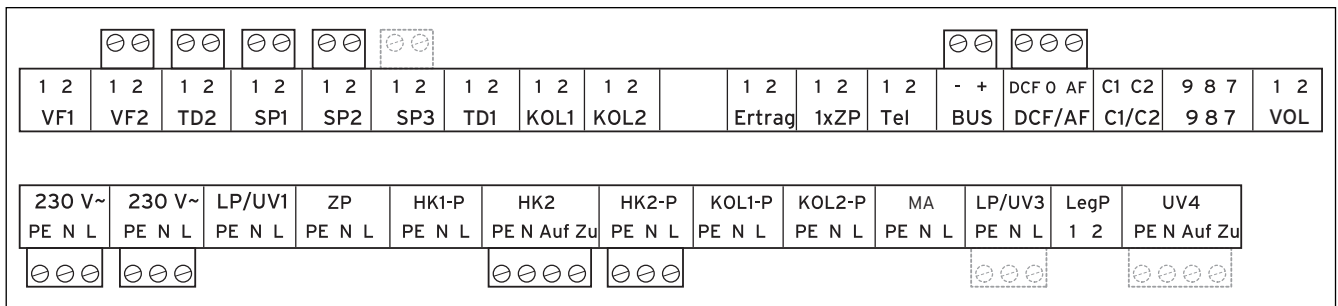 1 2 1 2 1 2 1 2 1 2 1 2 1 2 1 2 1 2 1 2 1 2 1 2 - + DCF O AF C1 C2 9 8 7 1 2
VF1 VF2 TD2 SP1 SP2 SP3 TD1 KOL1 KOL2 Ertrag 1xZP Tel BUS DCF/AF C1/C2 9 8 7 VOL
230 V~ 230 V~ LP/UV1 ZP HK1-P HK2 HK2-P KOL1-P KOL2-P MA LP/UV3 LegP UV4
PE N L PE N L PE N L PE N L PE N L PE N Auf Zu PE N L PE N L PE N L PE N L PE N L 1 2 PE N Auf Zu